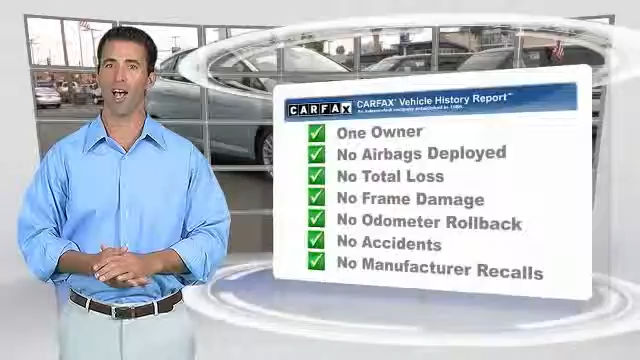 CARFAX CARFAX Vehicle History Report™
One Owner
No Airbags Deployed
No Total Loss
No Frame Damage
No Odometer Rollback
No Accidents
No Manufacturer Recalls